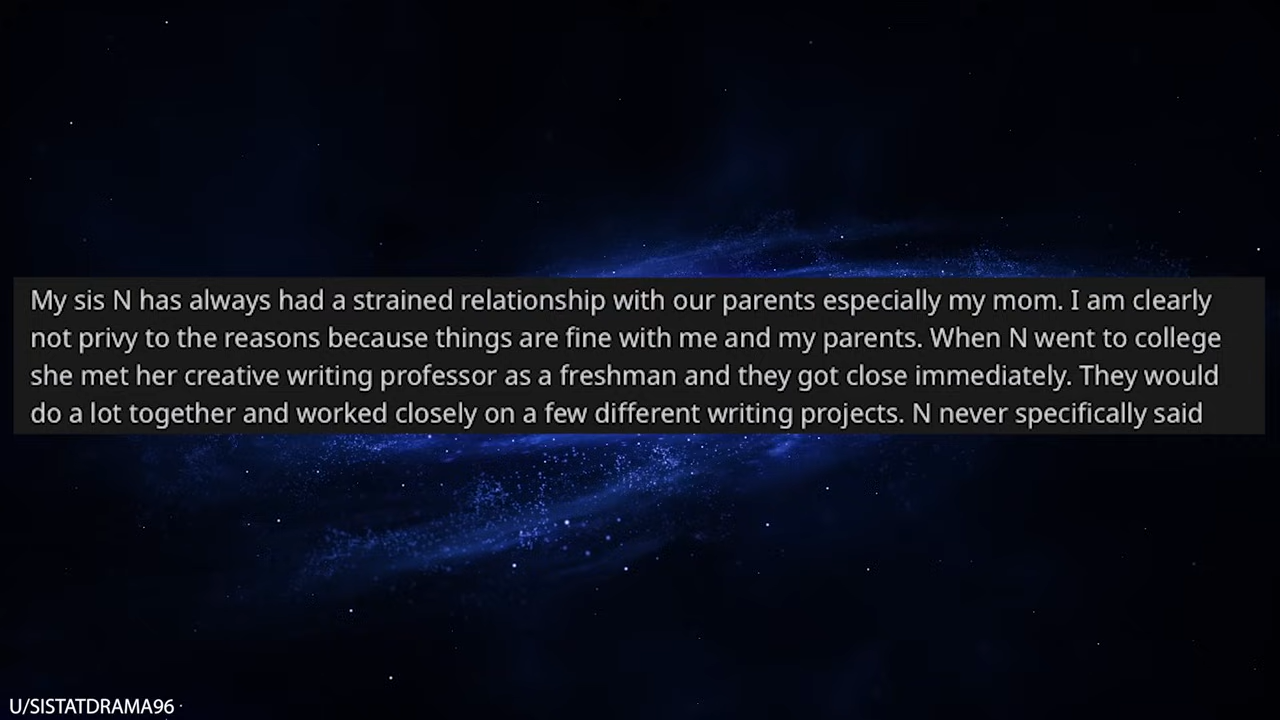 My sis N has always had a strained relationship with our parents especially my mom. I am clearly
not privy to the reasons because things are fine with me and my parents. When N went to college
she met her creative writing professor as a freshman and they got close immediately. They would
do a lot together and worked closely on a few different writing projects. N never specifically said
U/SISTATDRAMA96